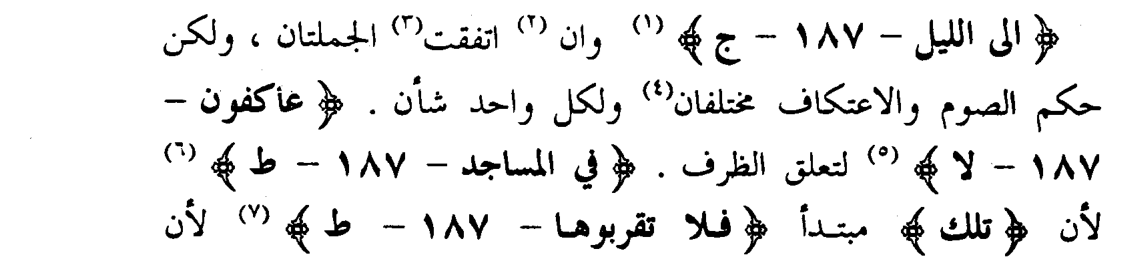 ﴿ الى الليل – ١٨٧ – ج ﴾ (١) وان (٢) اتفقت(٣) الجملتان ، ولكن
حكم الصوم والاعتكاف مختلفان(٤) ولكل واحد شأن . ﴿ عاكفون –
١٨٧ – لا ﴾ (٥) لتعلق الظرف . ﴿ في المساجد – ١٨٧ – ط ﴾ (٦)
لأن ﴿ تلك ﴾ مبتدأ ﴿ فلا تقربوها – ١٨٧ – ط ﴾ (٧) لأن